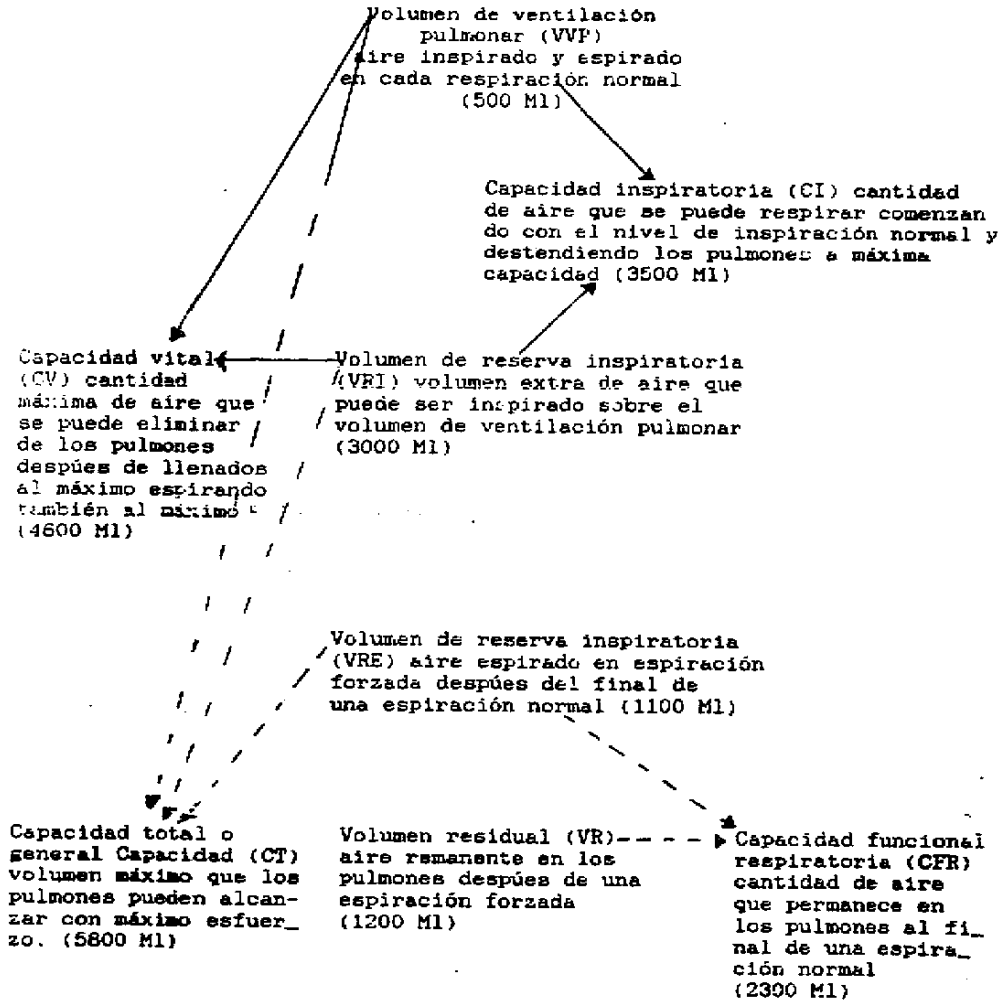 Volumen de ventilación
pulmonar (VVP)
aire inspirado y espirado
en cada respiración normal
(500 Ml)
Capacidad inspiratoria (CI) cantidad
de aire que se puede respirar comenzan
do con el nivel de inspiración normal y
destendiendo los pulmones a máxima
capacidad (3500 Ml)
Capacidad vital
(CV) cantidad
máxima de aire que
se puede eliminar
de los pulmones
despúes de llenados
al máximo espirando
también al máximo
(4600 Ml)
Volumen de reserva inspiratoria
(VRI) volumen extra de aire que
puede ser inspirado sobre el
volumen de ventilación pulmonar
(3000 Ml)
Volumen de reserva inspiratoria
(VRE) aire espirado en espiración
forzada despúes del final de
una espiración normal (1100 Ml)
Capacidad total o
general Capacidad (CT)
volumen máximo que los
pulmones pueden alcan-
zar con máximo esfuer_
zo. (5800 Ml)
Volumen residual (VR)
aire remanente en los
pulmones despúes de una
espiración forzada
(1200 Ml)
Capacidad funcional
respiratoria (CFR)
cantidad de aire
que permanece en
los pulmones al fi_
nal de una espira_
ción normal
(2300 Ml)